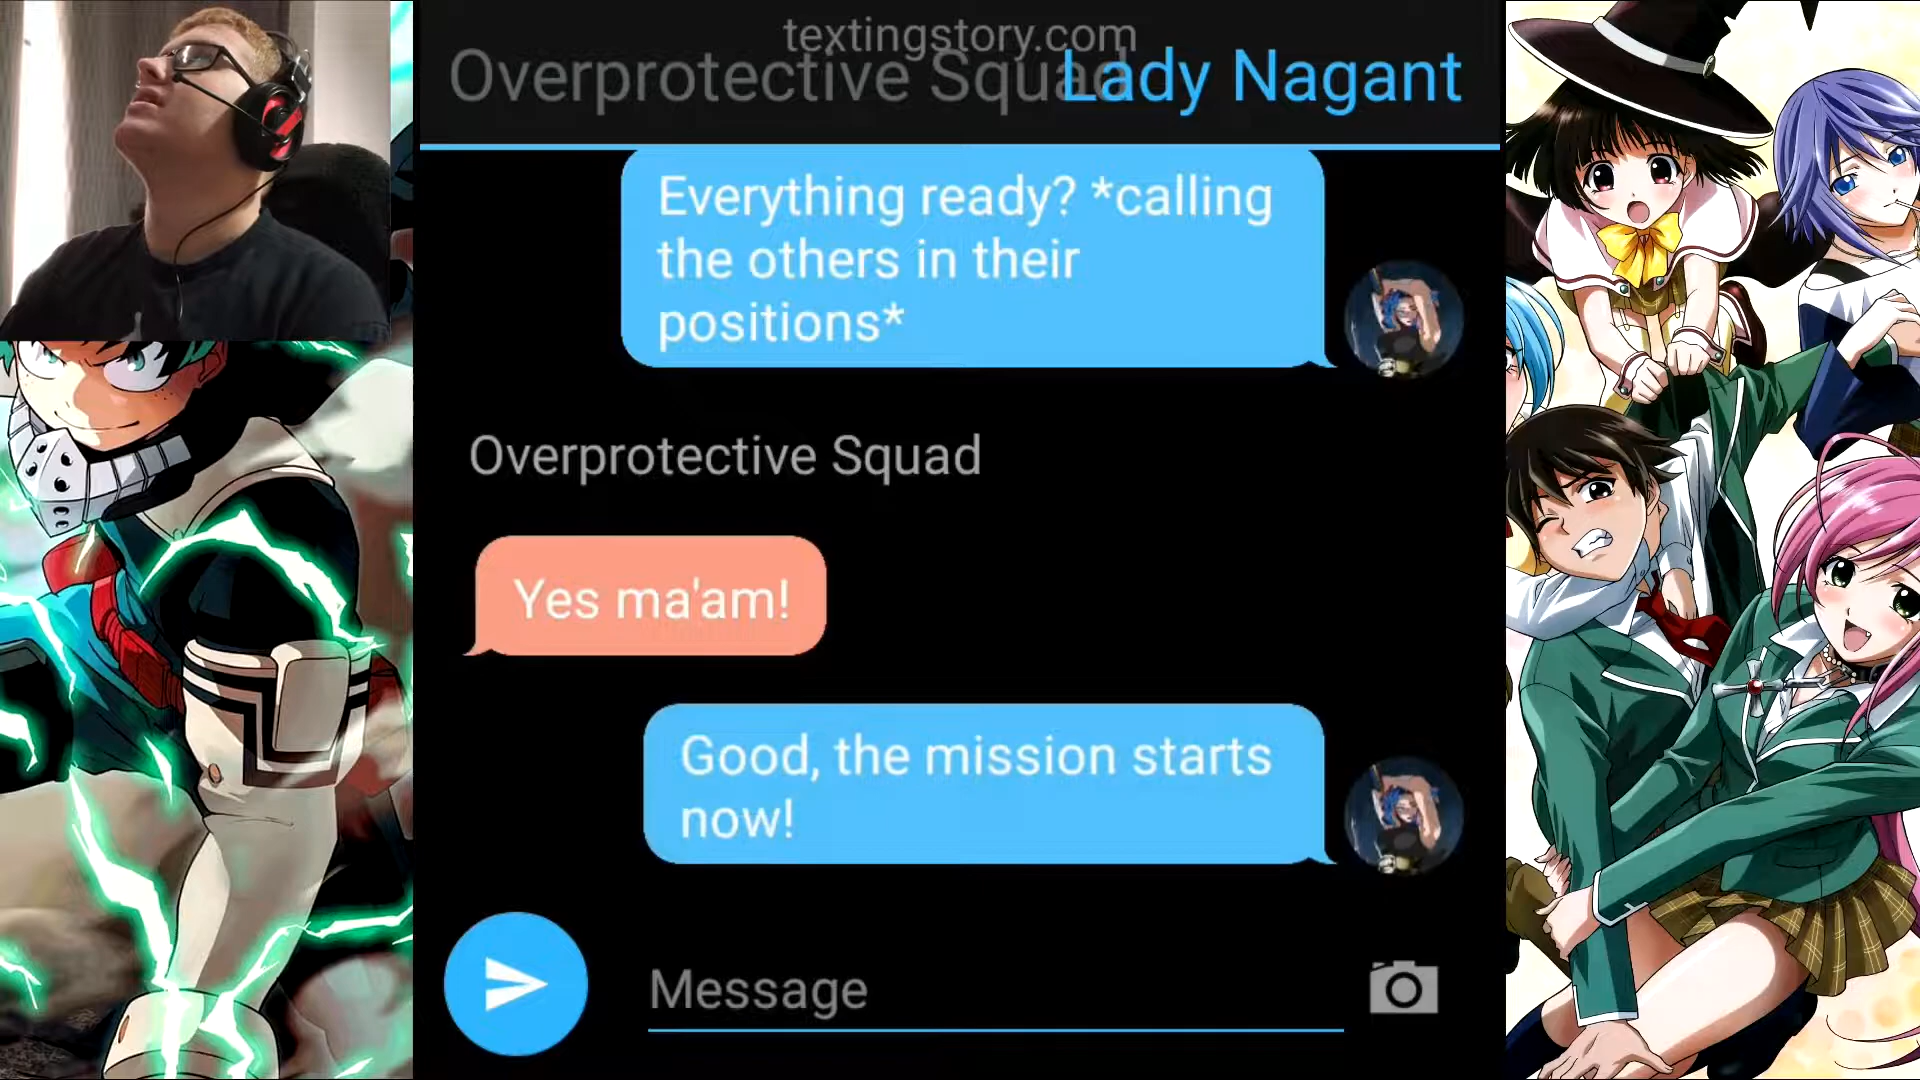 textingstory.com
Overprotective Squad
Lady Nagant
Everything ready? *calling
the others in their
positions*
Overprotective Squad
Yes ma'am!
Good, the mission starts
now!
Message